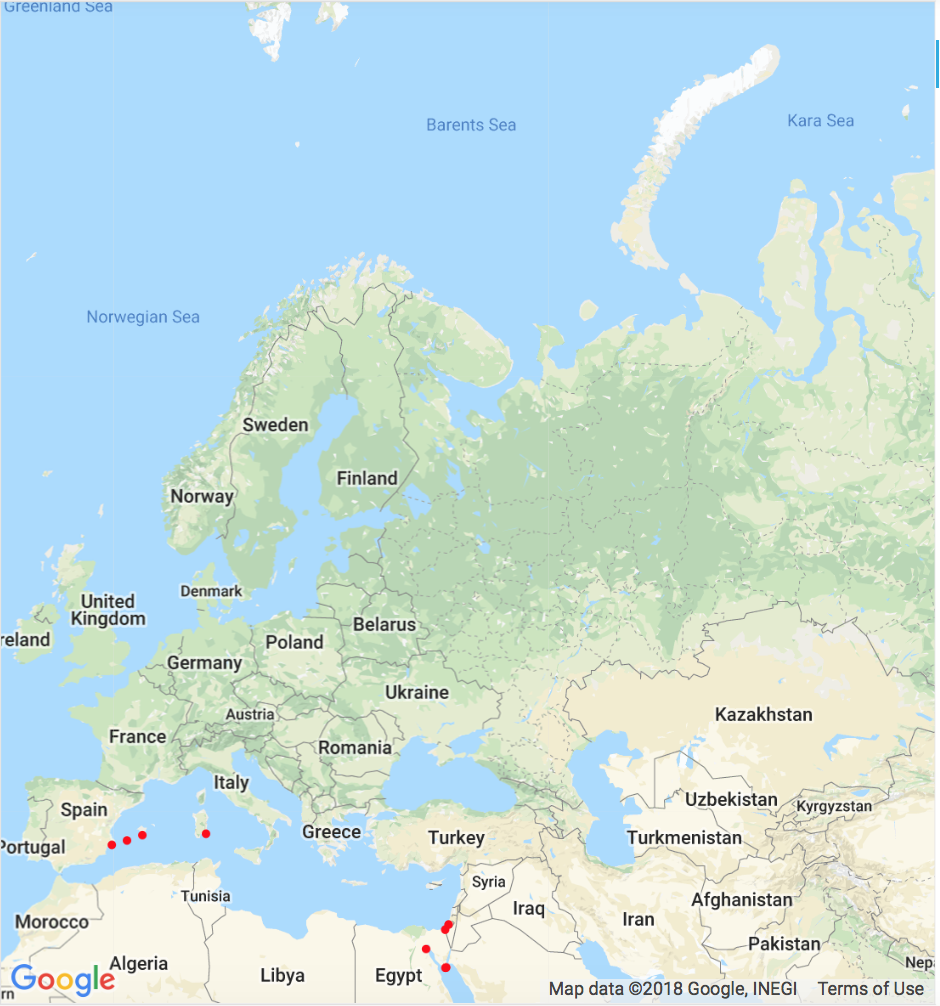 Greenland Sea
Barents Sea
Kara Sea
Norwegian Sea
Sweden
Finland
Norway
Denmark
United
Kingdom
reland
Belarus
Poland
Germany
Ukraine
Austria
Kazakhstan
France
Romania
Italy
Uzbekistan
Kyrgyzstan
Spain
Greece
Turkey
Turkmenistan
Portugal
Syria
Tunisia
Afghanistan
Iraq
Iran
Morocco
Pakistan
Algeria
Libya
Egypt
Nepa
Google
rn
Map data ©2018 Google, INEGI Terms of Use